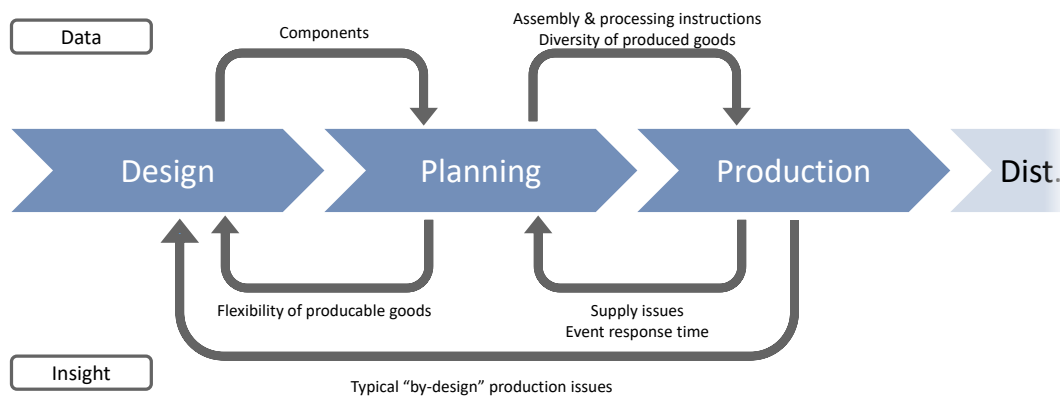 Data
Components
Assembly & processing instructions
Diversity of produced goods
Design
Planning
Production
Dist.
Flexibility of producable goods
Supply issues
Event response time
Insight
Typical “by-design” production issues